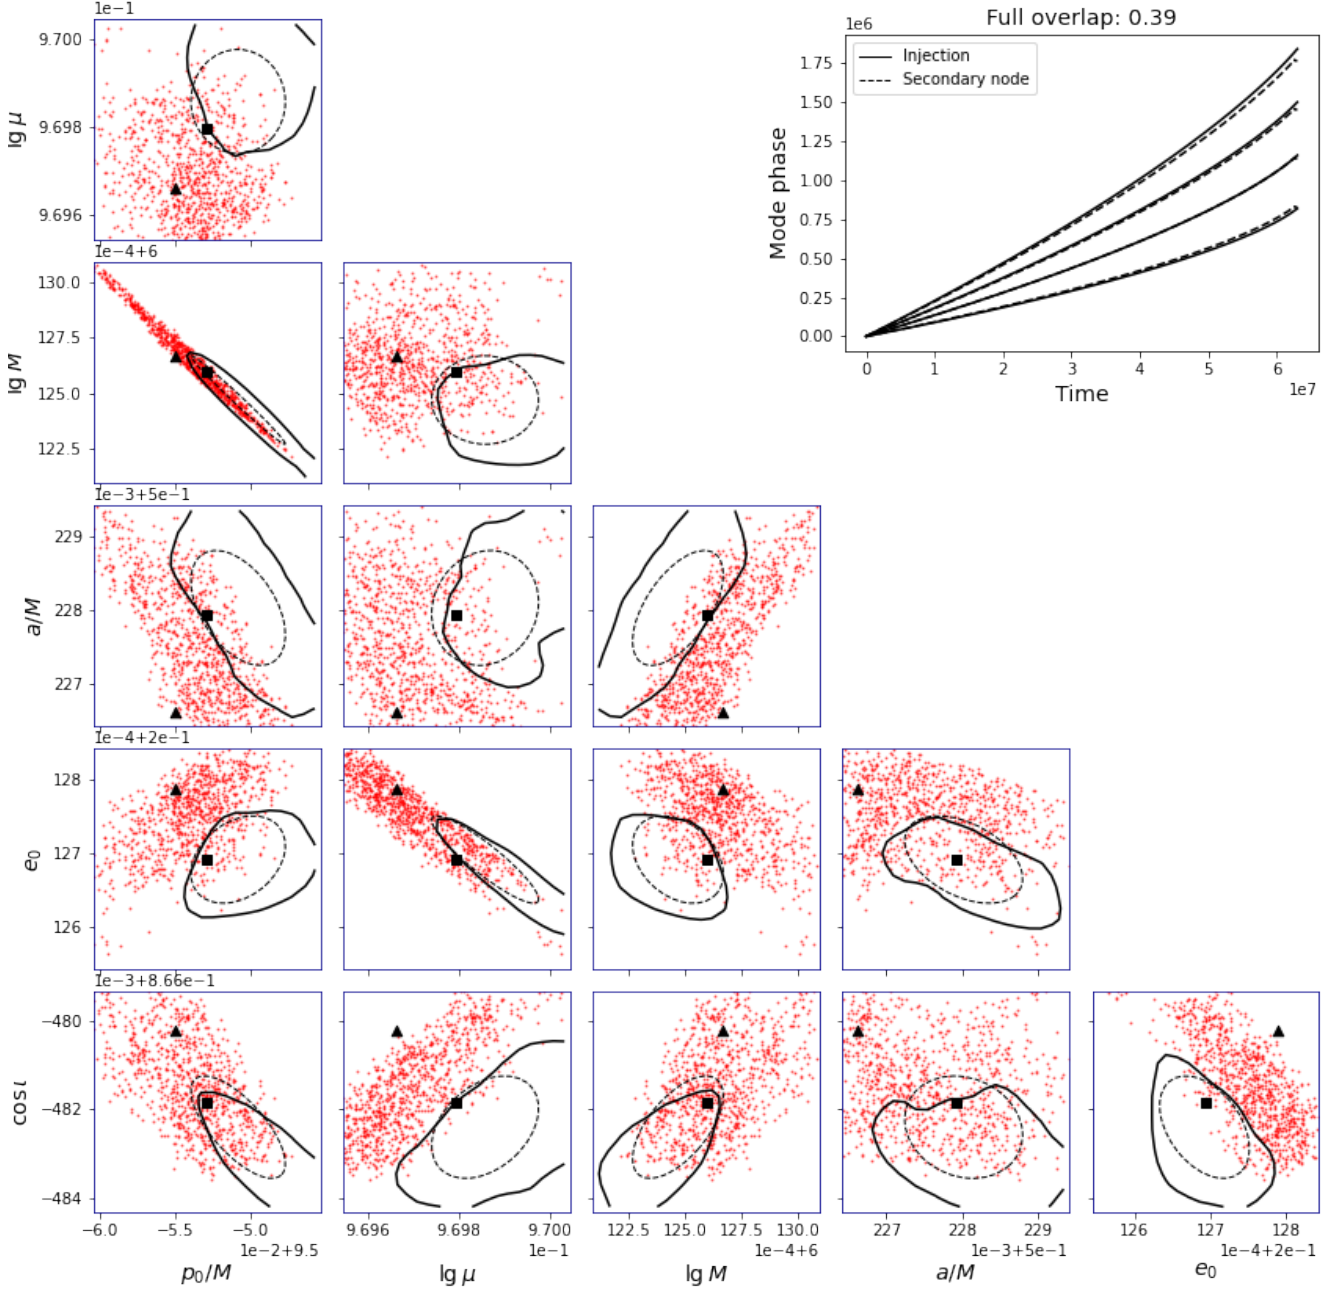 1e−1
9.700
9.698
9.696
lg μ
Full overlap: 0.39
1e6
Injection
Secondary node
1.75
1.50
1.25
1.00
0.75
0.50
0.25
0.00
Mode phase
0 1 2 3 4 5 6
1e7
Time
1e−4+6
130.0
127.5
125.0
122.5
lg M
1e−3+5e−1
229
228
227
a/M
1e−4+2e−1
128
127
126
e₀
1e−3+8.66e−1
−480
−482
−484
cos ι
−6.0 −5.5 −5.0
1e−2+9.5
p₀/M
9.696 9.698 9.700
1e−1
lg μ
122.5 125.0 127.5 130.0
1e−4+6
lg M
227 228 229
1e−3+5e−1
a/M
126 127 128
1e−4+2e−1
e₀